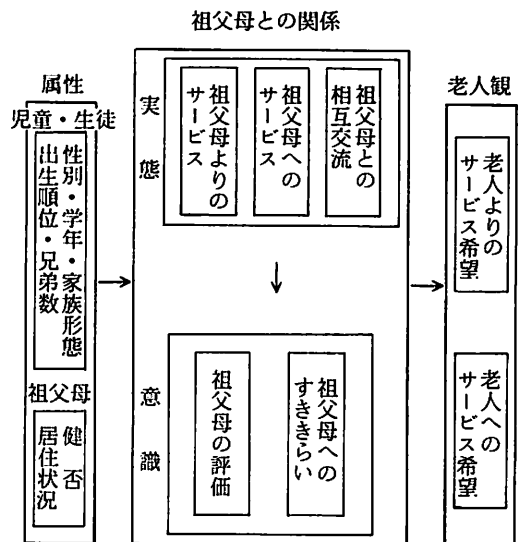 祖父母との関係
属性
児童・生徒
性別・学年・家族形態
出生順位・兄弟数
祖父母
健否
居住状況
実態
祖父母よりの
サービス
祖父母への
サービス
祖父母との
相互交流
意識
祖父母の評価
祖父母への
すききらい
老人観
老人よりの
サービス希望
老人への
サービス希望